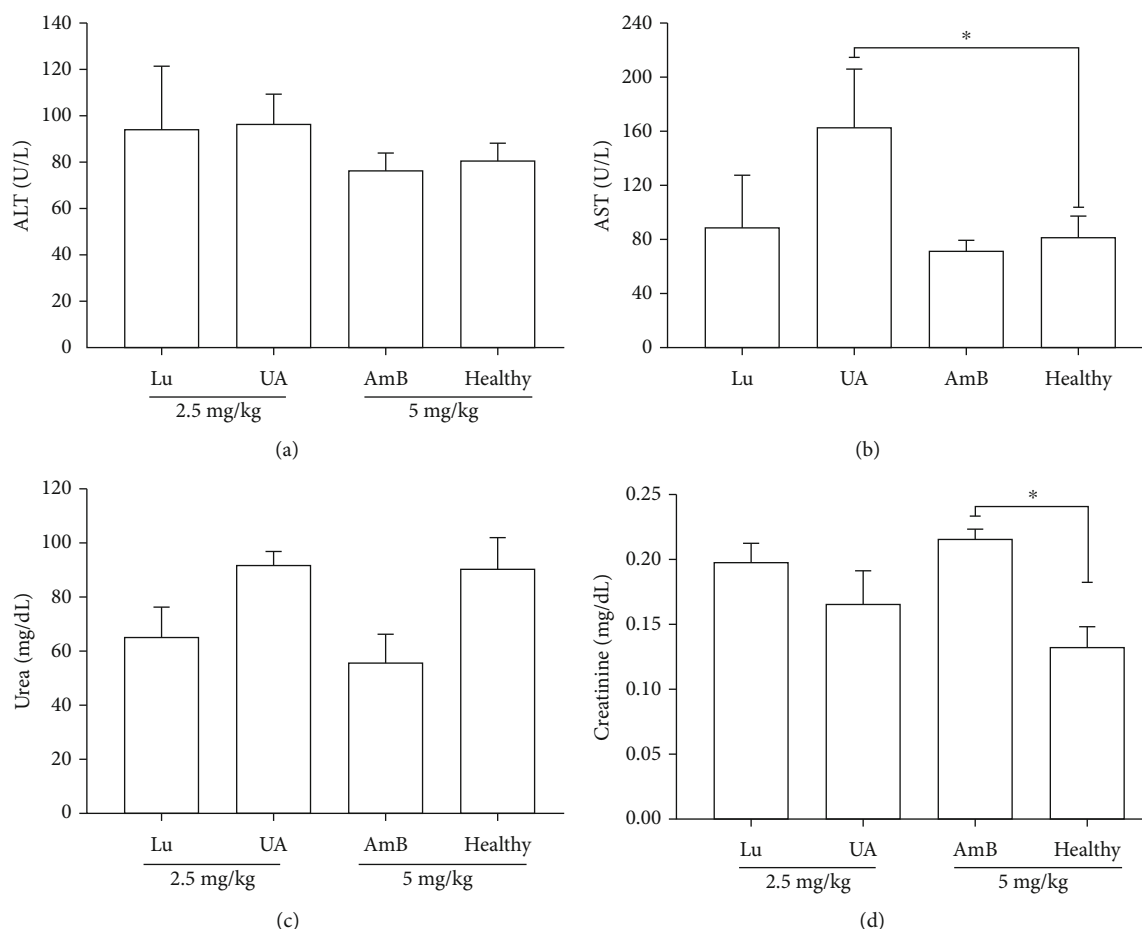 ALT (U/L)
140
120
100
80
60
40
20
0
Lu UA AmB Healthy
2.5 mg/kg 5 mg/kg
(a)
AST (U/L)
240
200
160
120
80
40
0
*
Lu UA AmB Healthy
(b)
Urea (mg/dL)
120
100
80
60
40
20
0
Lu UA AmB Healthy
2.5 mg/kg 5 mg/kg
(c)
Creatinine (mg/dL)
0.25
0.20
0.15
0.10
0.05
0.00
*
Lu UA AmB Healthy
2.5 mg/kg 5 mg/kg
(d)